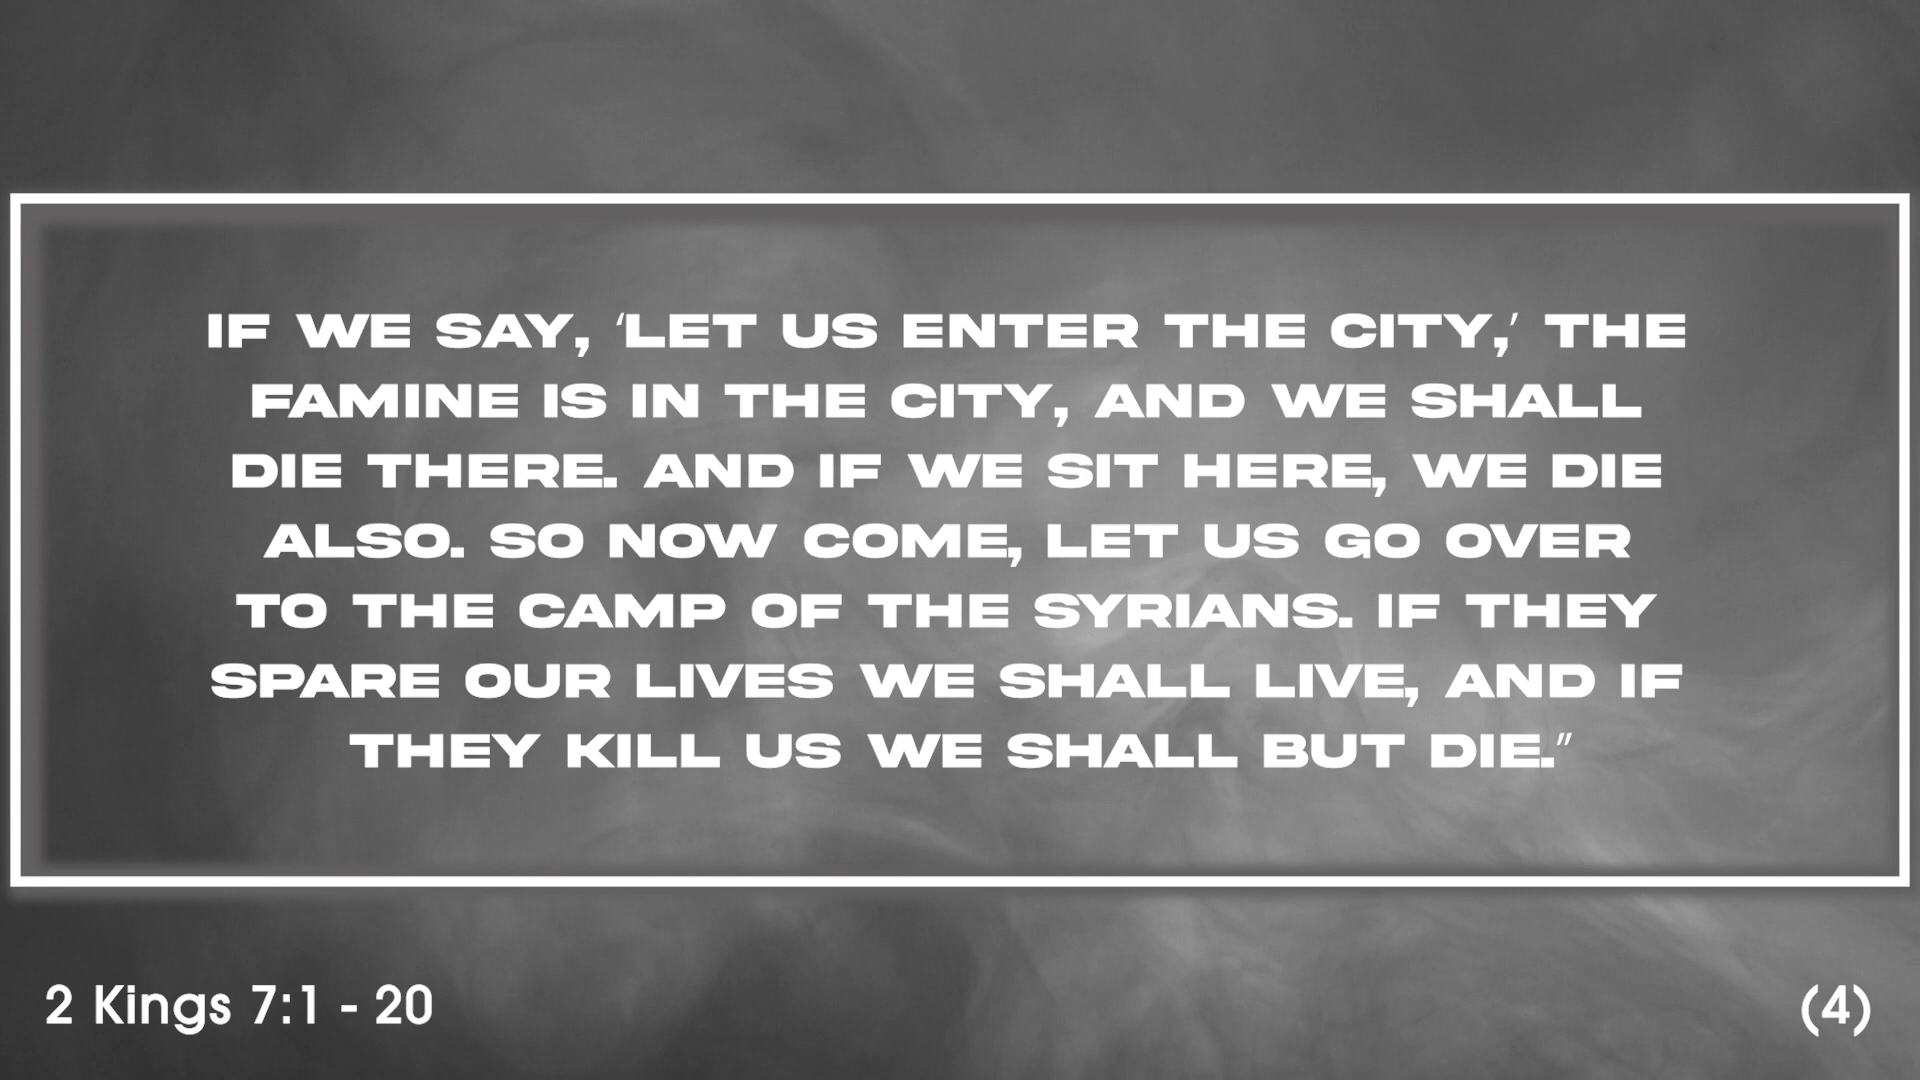 IF WE SAY, ‘LET US ENTER THE CITY,’ THE
FAMINE IS IN THE CITY, AND WE SHALL
DIE THERE. AND IF WE SIT HERE, WE DIE
ALSO. SO NOW COME, LET US GO OVER
TO THE CAMP OF THE SYRIANS. IF THEY
SPARE OUR LIVES WE SHALL LIVE, AND IF
THEY KILL US WE SHALL BUT DIE.”
2 Kings 7:1 - 20
(4)